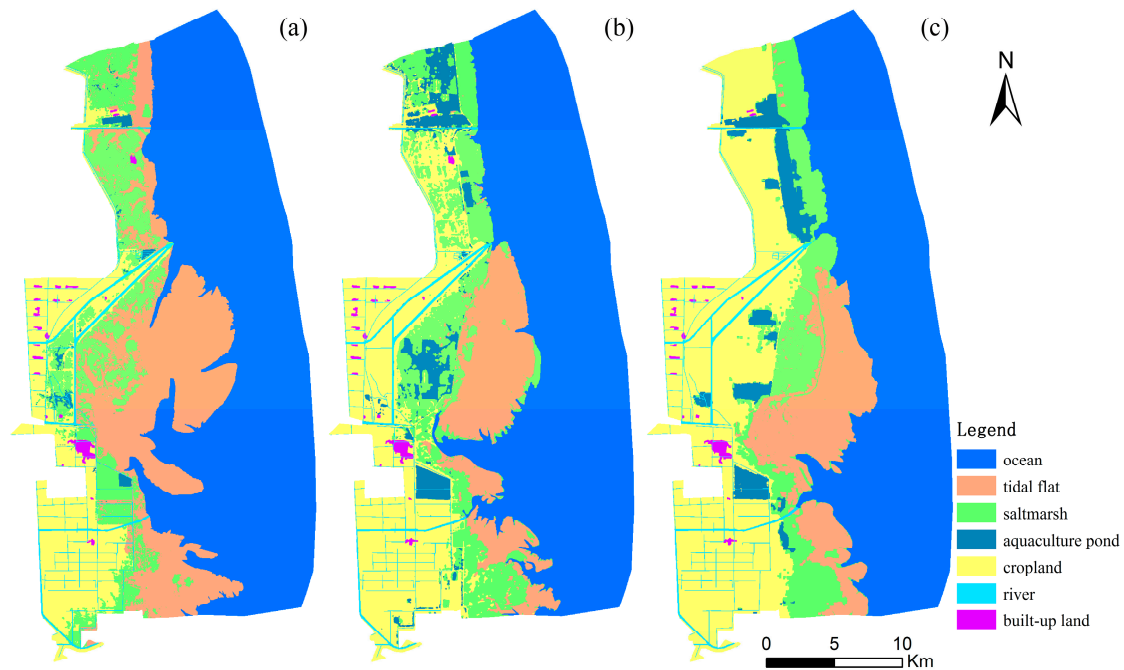 (a)
(b)
(c)
N
Legend
ocean
tidal flat
saltmarsh
aquaculture pond
cropland
river
built-up land
0 5 10
Km